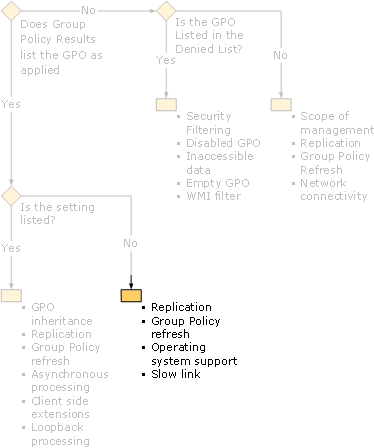 Does Group
Policy Results
list the GPO as
applied
No
Is the GPO
Listed in the
Denied List?
Yes
No
Yes
▪ Security
Filtering
▪ Disabled GPO
▪ Inaccessible
data
▪ Empty GPO
▪ WMI filter
▪ Scope of
management
▪ Replication
▪ Group Policy
Refresh
▪ Network
connectivity
Is the setting
listed?
Yes
No
▪ GPO
inheritance
▪ Replication
▪ Group Policy
refresh
▪ Asynchronous
processing
▪ Client side
extensions
▪ Loopback
processing
▪ Replication
▪ Group Policy
refresh
▪ Operating
system support
▪ Slow link